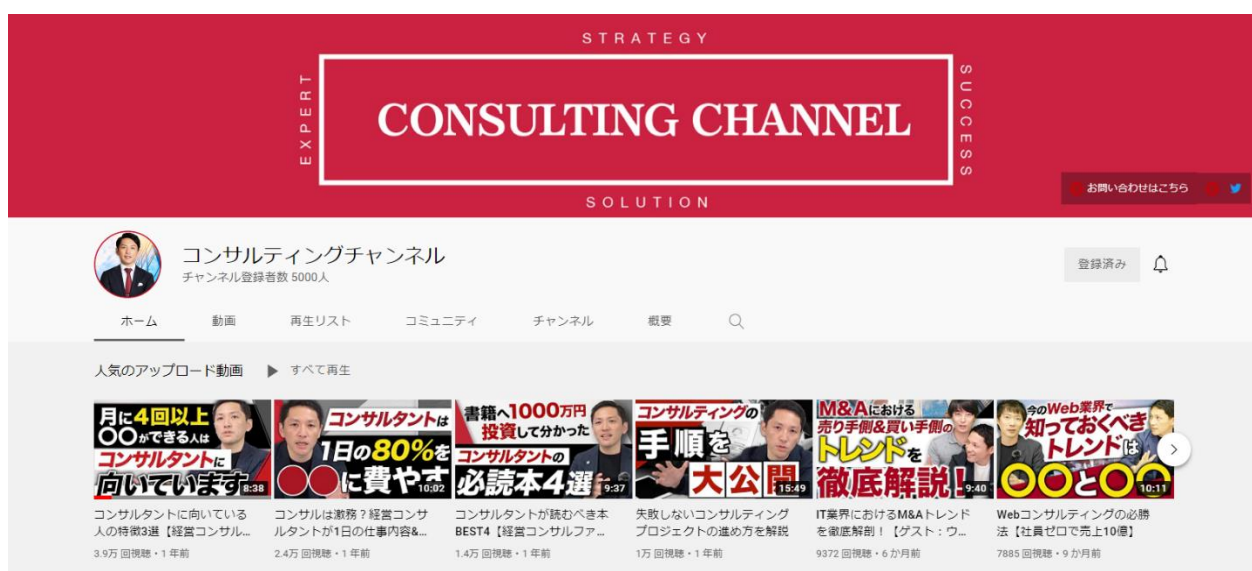 STRATEGY
EXPERT
CONSULTING CHANNEL
SUCCESS
SOLUTION
お問い合わせはこちら
コンサルティングチャンネル
チャンネル登録者数 5000人
登録済み
ホーム
動画
再生リスト
コミュニティ
チャンネル
概要
人気のアップロード動画
すべて再生
月に4回以上
〇〇ができる人は
コンサルタントに
向いています
8:38
コンサルタントに向いている
人の特徴3選【経営コンサル...
3.9万 回視聴・1 年前
コンサルタントは
1日の80%を
●●に費やす
10:02
コンサルは激務？経営コンサ
ルタントが1日の仕事内容&...
2.4万 回視聴・1 年前
書籍へ1000万円
投資して分かった
コンサルタントの
必読本4選
9:37
コンサルタントが読むべき本
BEST4【経営コンサルファ...
1.4万 回視聴・1 年前
コンサルティングの
手順を
大公開
15:49
失敗しないコンサルティング
プロジェクトの進め方を解説
1万 回視聴・1 年前
M&Aにおける
売り手側&買い手側の
トレンドを
徹底解説!
9:40
IT業界におけるM&Aトレンド
を徹底解剖！【ゲスト：ウ...
9372 回視聴・6 か月前
今のWeb業界で
知っておくべき
トレンドは
〇〇と〇〇
10:11
Webコンサルティングの必勝
法【社員ゼロで売上10億】
7885 回視聴・9 か月前